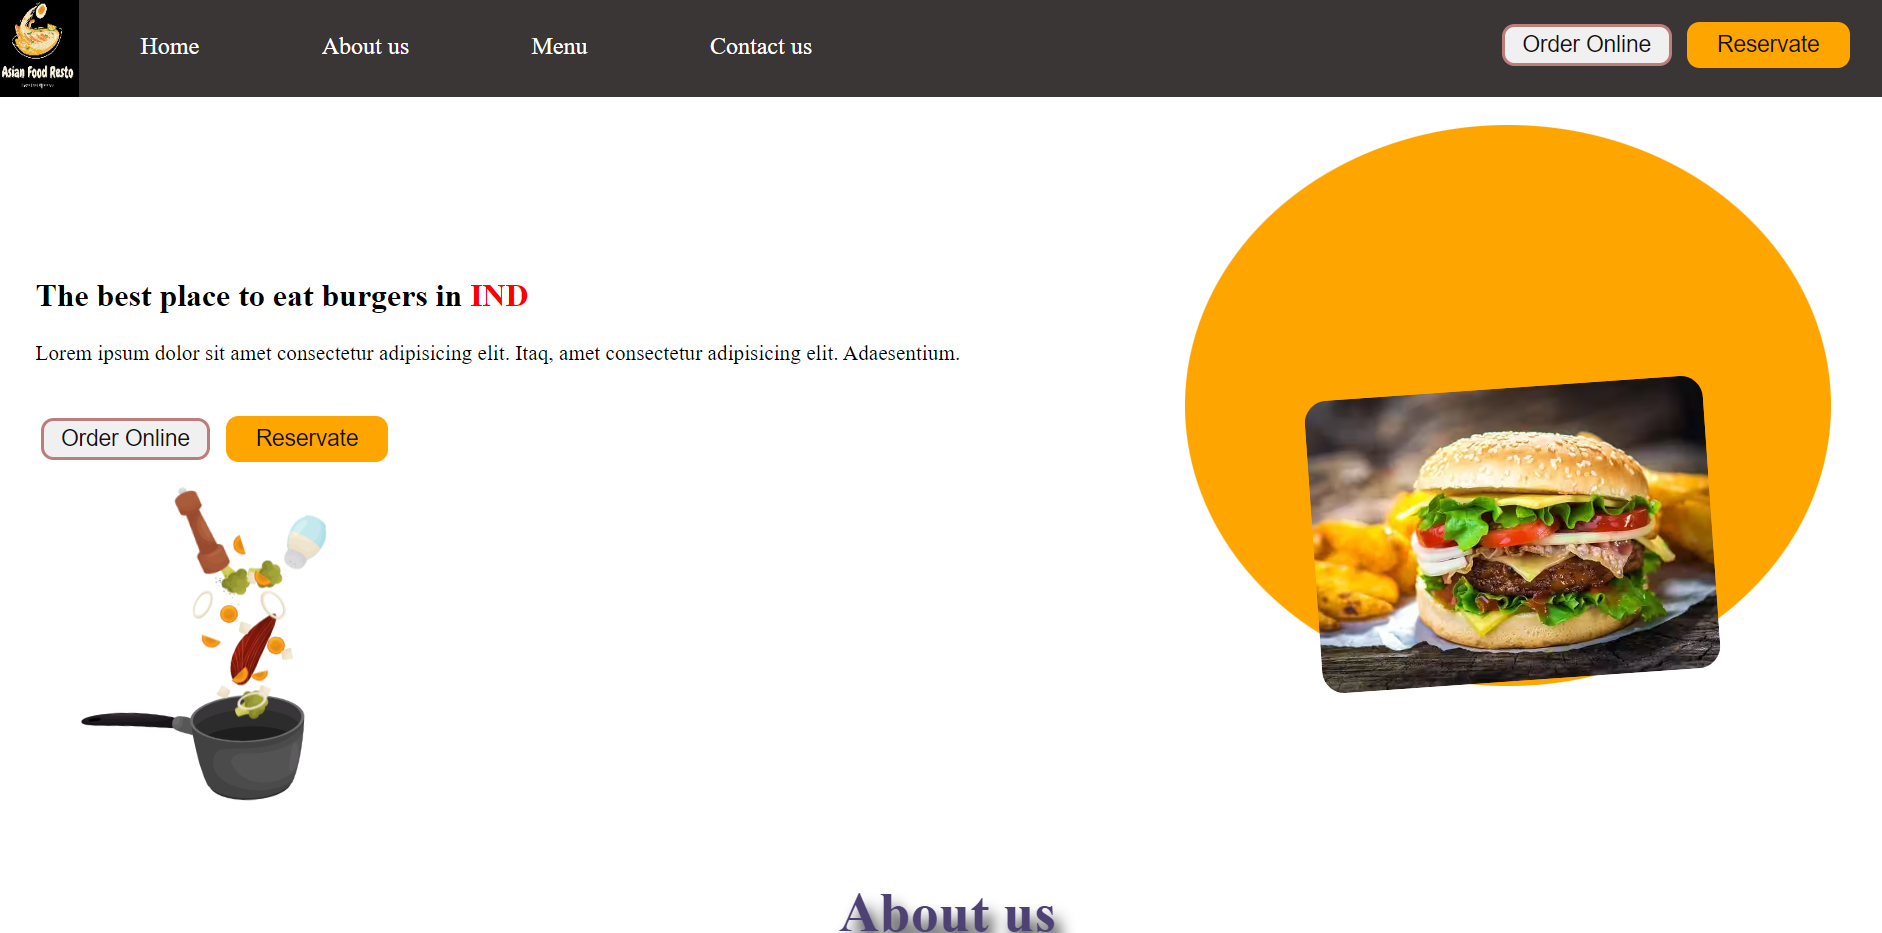 Asian Food Resto
Home
About us
Menu
Contact us
Order Online
Reservate
The best place to eat burgers in IND
Lorem ipsum dolor sit amet consectetur adipisicing elit. Itaq, amet consectetur adipisicing elit. Adaesentium.
Order Online
Reservate
About us